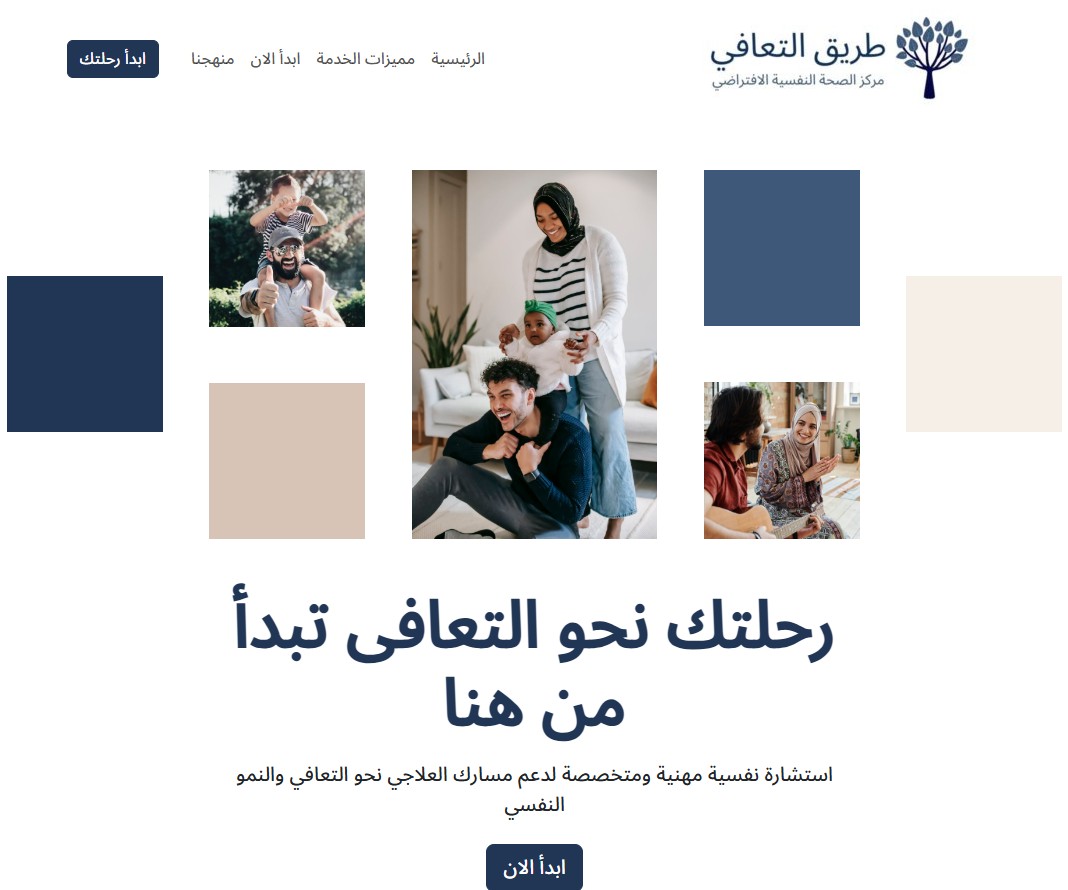 طريق التعافي
مركز الصحة النفسية الافتراضي
الرئيسية
مميزات الخدمة
ابدأ الان
منهجنا
ابدأ رحلتك
رحلتك نحو التعافى تبدأ
من هنا
استشارة نفسية مهنية ومتخصصة لدعم مسارك العلاجي نحو التعافي والنمو
النفسي
ابدأ الان